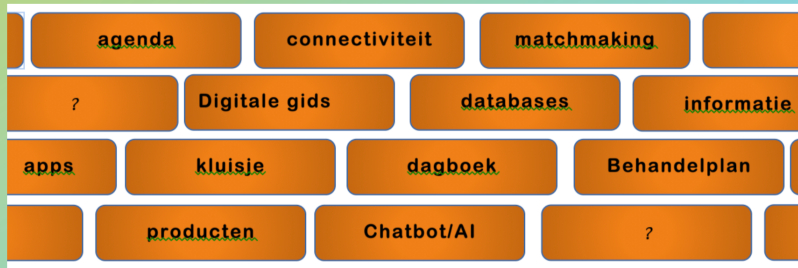 agenda connectiviteit matchmaking
? Digitale gids databases informatie
apps kluisje dagboek Behandelplan
producten Chatbot/AI ?